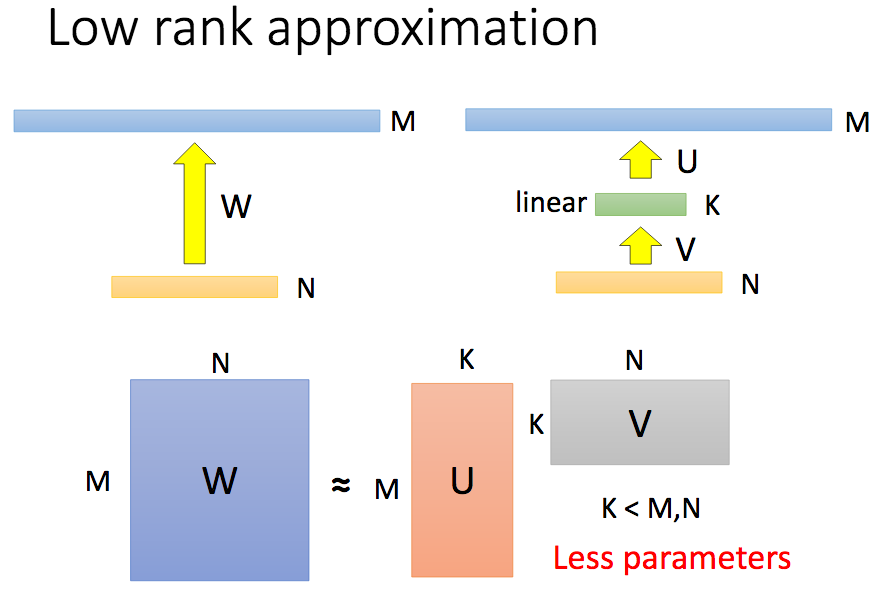 Low rank approximation
M
W
N
M
U
linear K
V
N
N
M W
≈
K
M U
N
K V
K < M,N
Less parameters